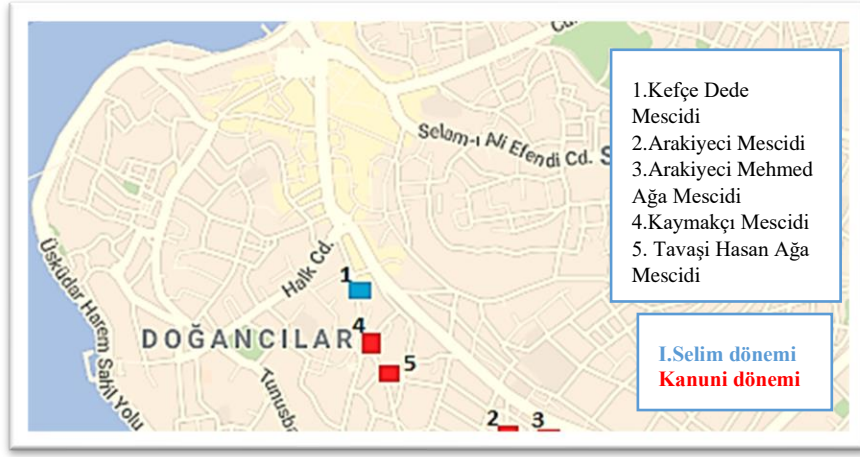 Cu
Selam-ı Ali Efendi Cd.
S
Üsküdar Harem Sahil Yolu
Halk Cd.
1
DOĞANCILAR
4
5
Tunusba
2
3
1.Kefçe Dede
Mescidi
2.Arakiyeci Mescidi
3.Arakiyeci Mehmed
Ağa Mescidi
4.Kaymakçı Mescidi
5. Tavaşi Hasan Ağa
Mescidi
I.Selim dönemi
Kanuni dönemi